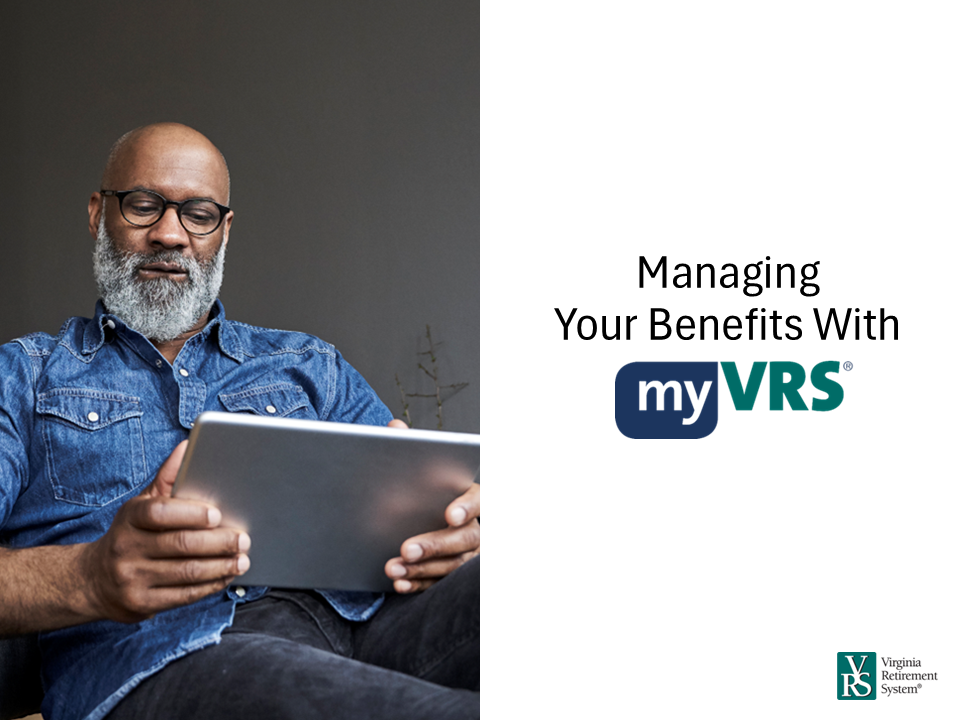 Managing
Your Benefits With
myVRS®
VRS
Virginia
Retirement
System®